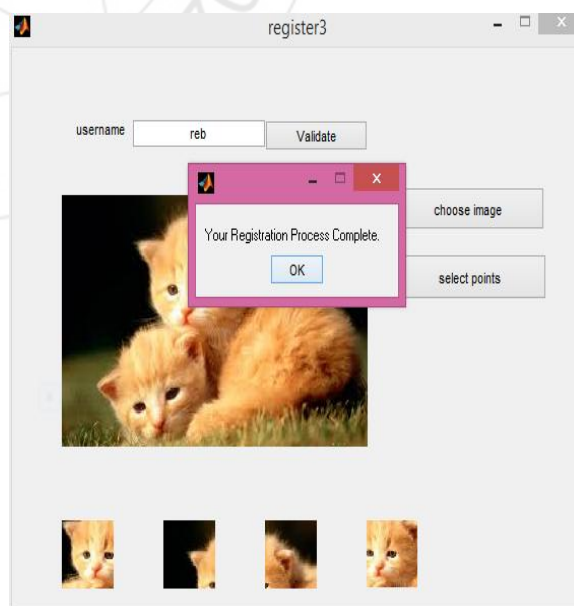 register3
username
reb
Validate
Your Registration Process Complete.
OK
choose image
select points